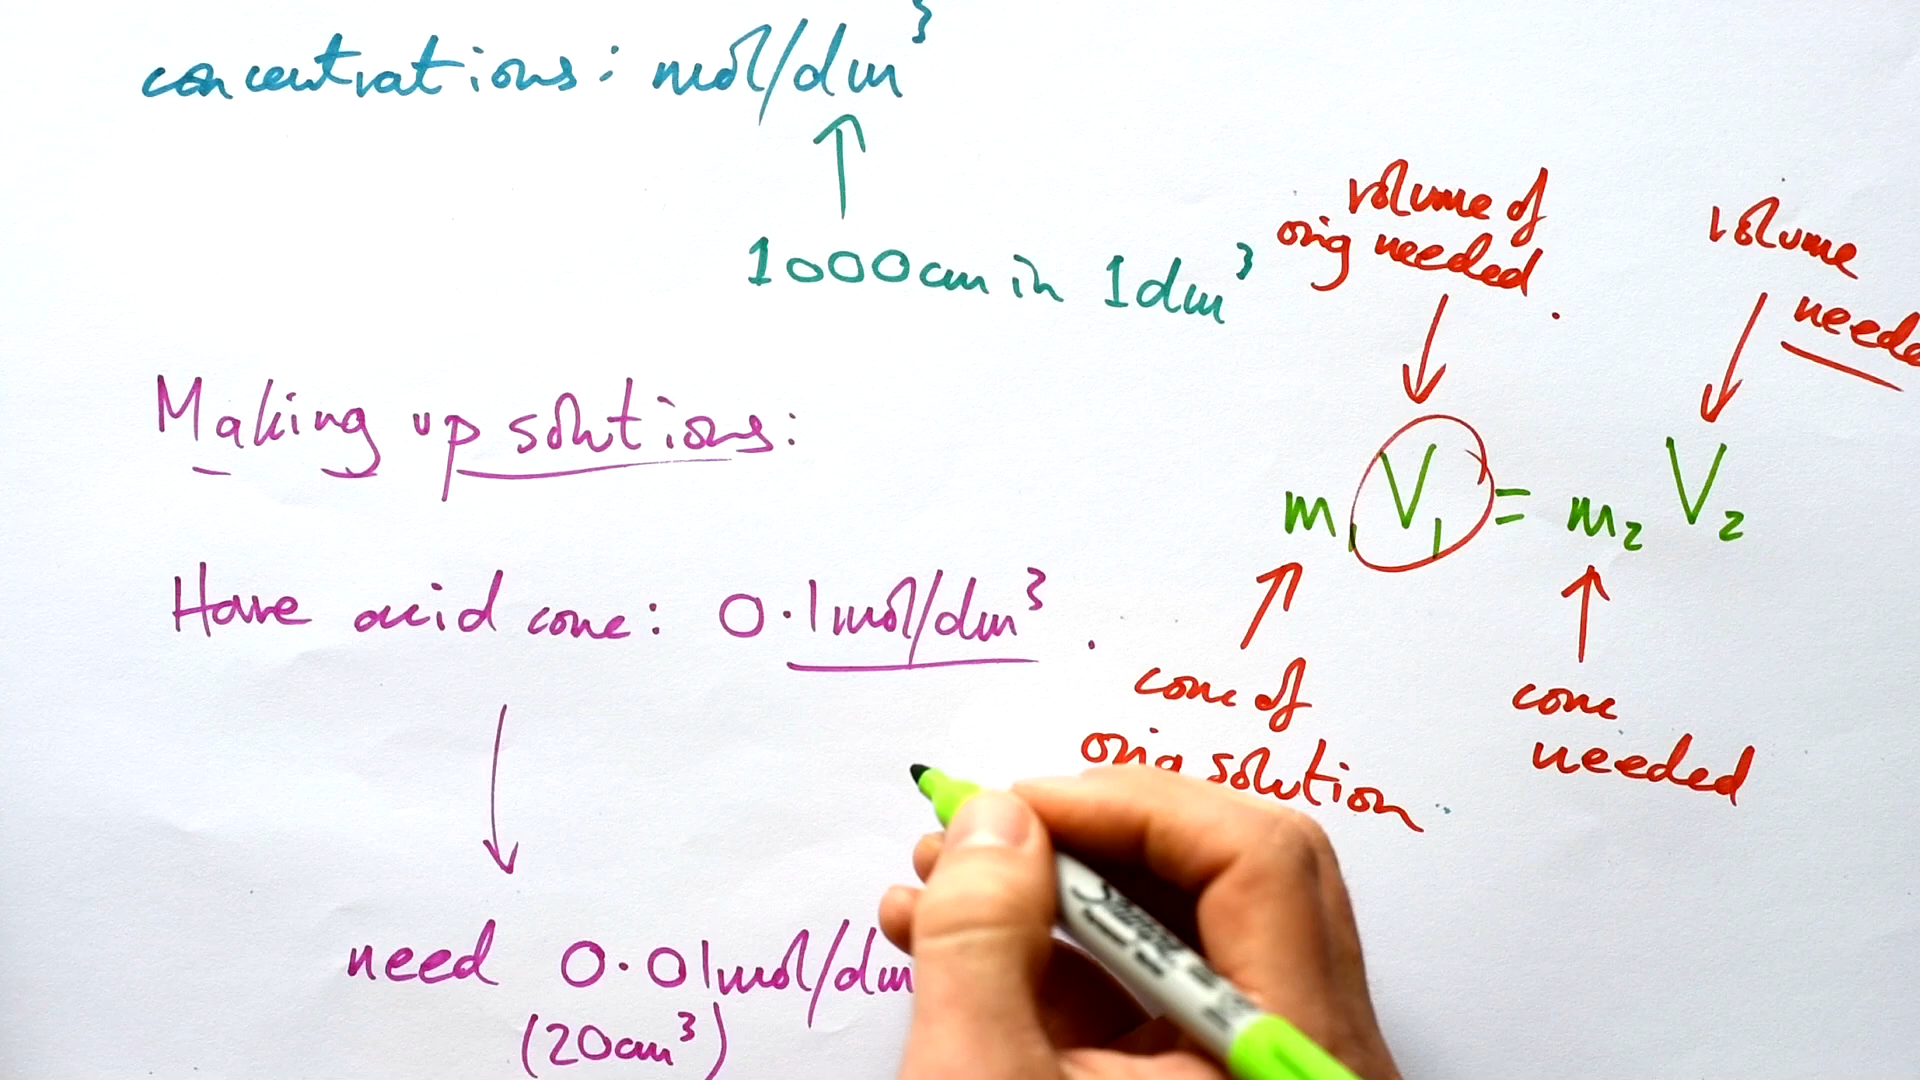 concentrations: mol/dm³
1000cm in 1dm³
Making up solutions:
Have acid conc: 0.1mol/dm³
need 0.01mol/dm
(20cm³)
volume of
orig needed
volume
neede
m₁V₁ = m₂V₂
conc of
orig solution
conc
needed
Sharpie